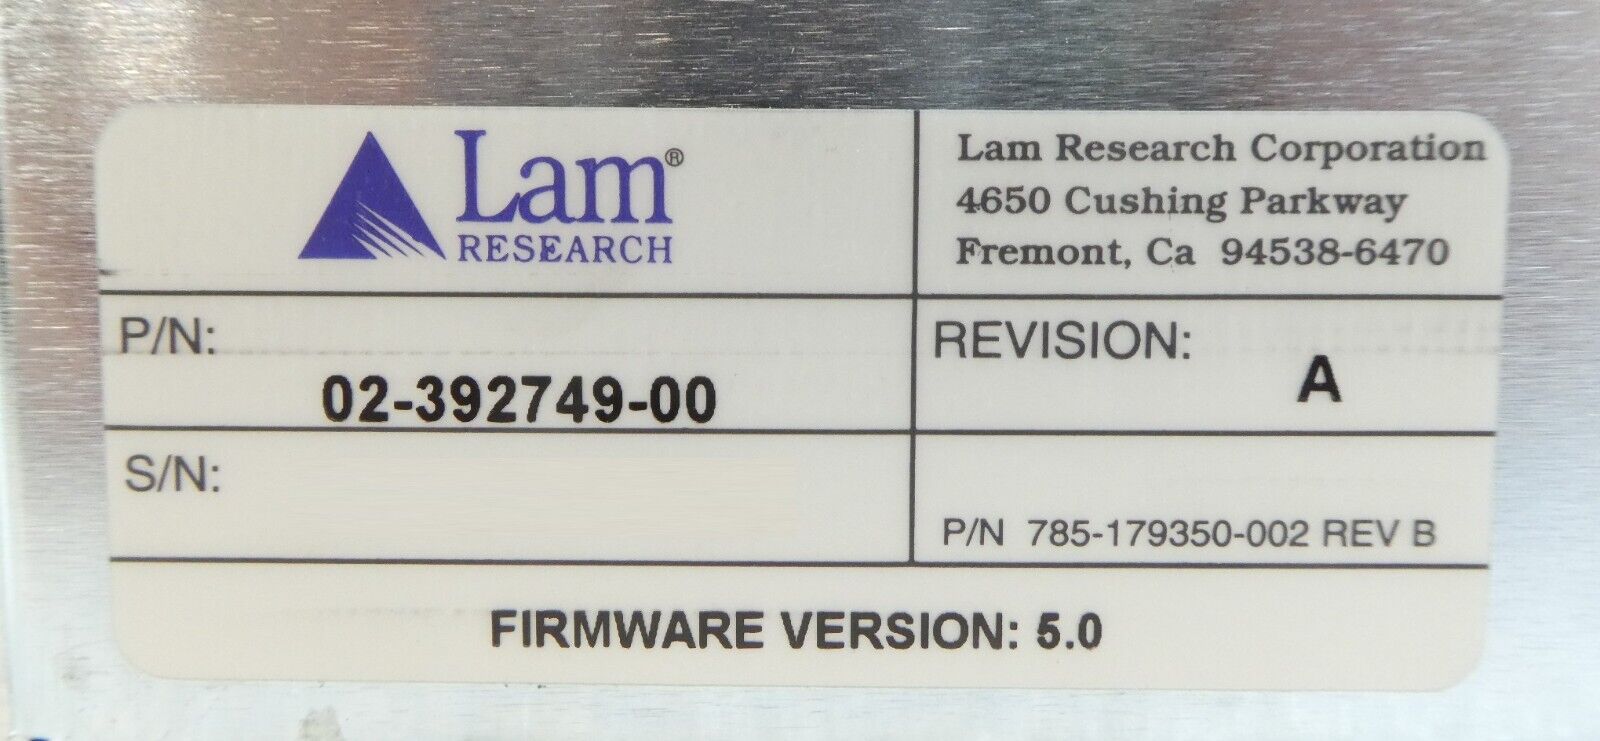 Lam®
RESEARCH
Lam Research Corporation
4650 Cushing Parkway
Fremont, Ca 94538-6470
P/N:
02-392749-00
REVISION:
A
S/N:
P/N 785-179350-002 REV B
FIRMWARE VERSION: 5.0